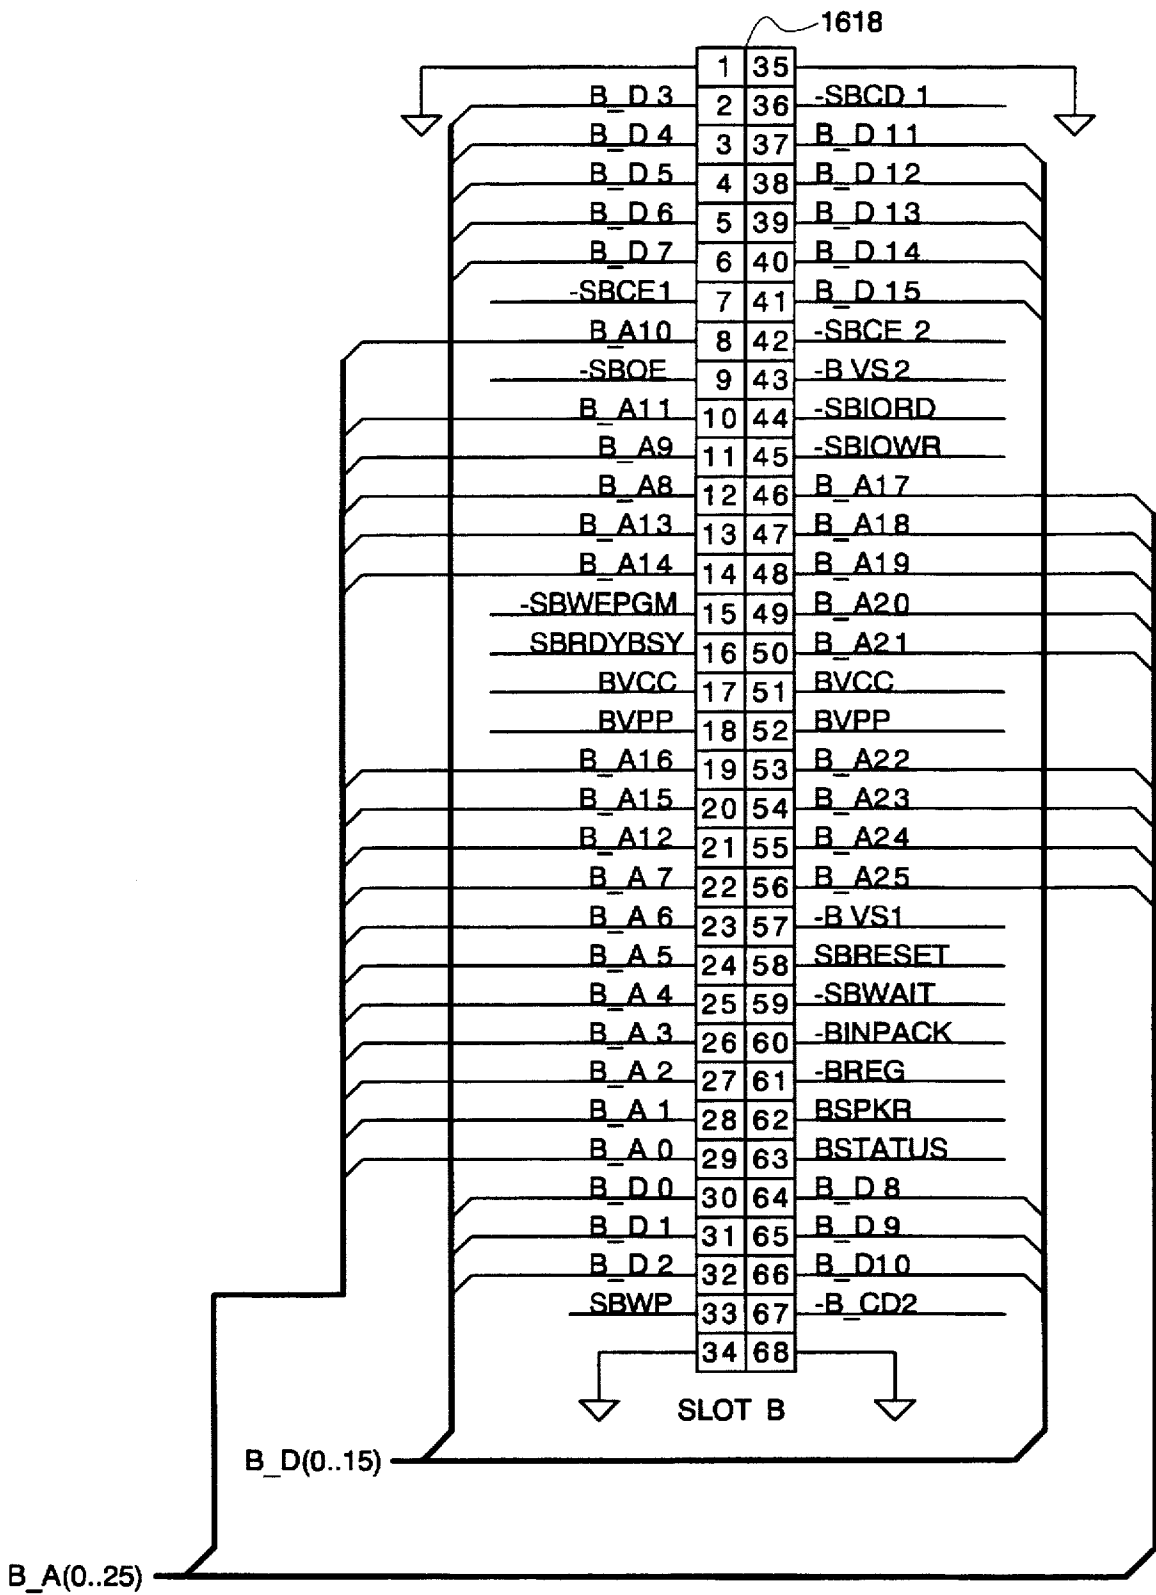 1618
1 35
B_D 3 2 36 -SBCD 1
B_D 4 3 37 B_D 11
B_D 5 4 38 B_D 12
B_D 6 5 39 B_D 13
B_D 7 6 40 B_D 14
-SBCE1 7 41 B_D 15
B_A10 8 42 -SBCE 2
-SBOE 9 43 -B VS2
B_A11 10 44 -SBIORD
B_A9 11 45 -SBIOWR
B_A8 12 46 B_A17
B_A13 13 47 B_A18
B_A14 14 48 B_A19
-SBWEPGM 15 49 B_A20
SBRDYBSY 16 50 B_A21
BVCC 17 51 BVCC
BVPP 18 52 BVPP
B_A16 19 53 B_A22
B_A15 20 54 B_A23
B_A12 21 55 B_A24
B_A 7 22 56 B_A25
B_A 6 23 57 -B VS1
B_A 5 24 58 SBRESET
B_A 4 25 59 -SBWAIT
B_A 3 26 60 -BINPACK
B_A 2 27 61 -BREG
B_A 1 28 62 BSPKR
B_A 0 29 63 BSTATUS
B_D 0 30 64 B_D 8
B_D 1 31 65 B_D 9
B_D 2 32 66 B_D10
SBWP 33 67 -B_CD2
34 68
SLOT B
B_D(0..15)
B_A(0..25)